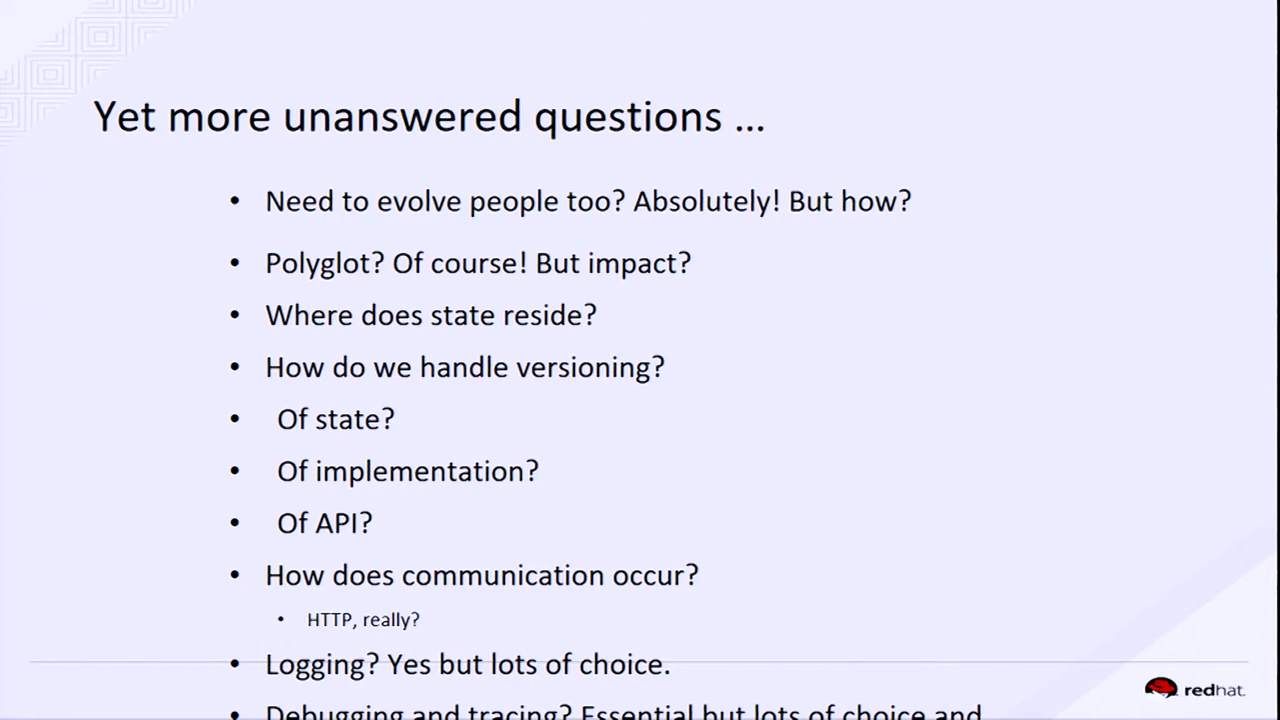 Yet more unanswered questions ...
• Need to evolve people too? Absolutely! But how?
• Polyglot? Of course! But impact?
• Where does state reside?
• How do we handle versioning?
• Of state?
• Of implementation?
• Of API?
• How does communication occur?
• HTTP, really?
• Logging? Yes but lots of choice.
• Debugging and tracing? Essential but lots of choice and
redhat.